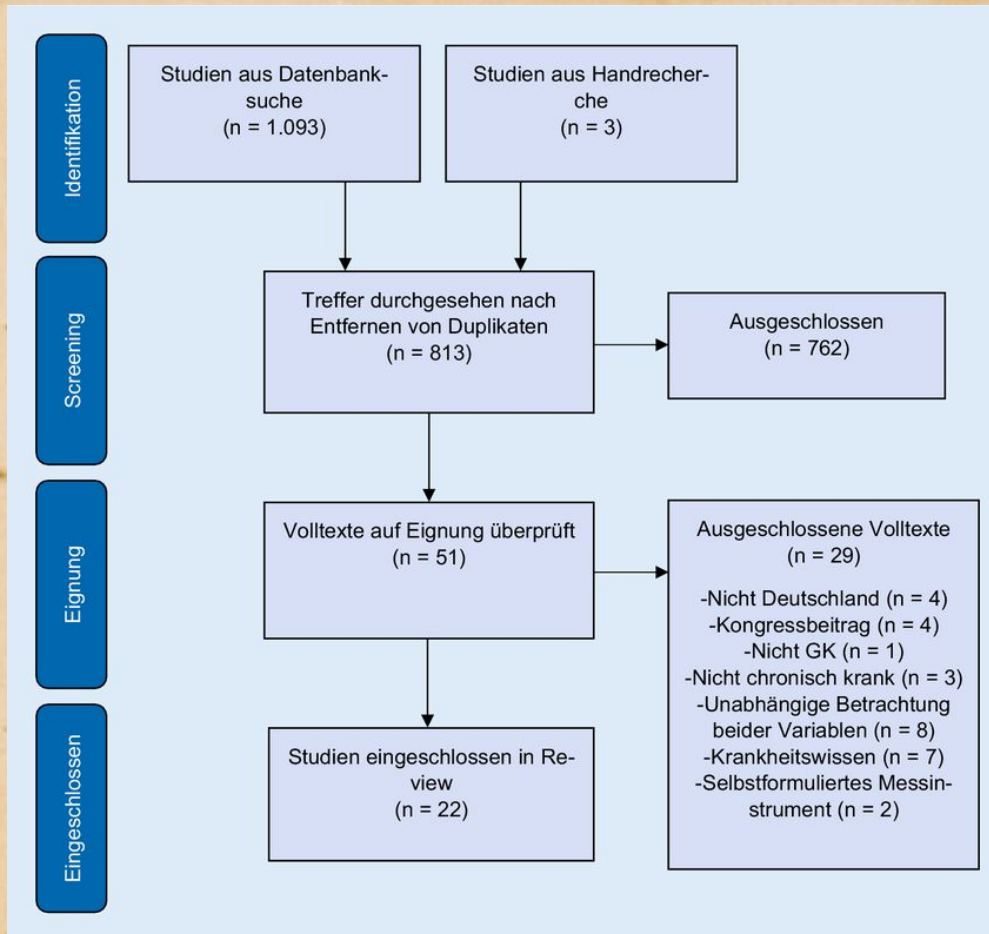 Identifikation
Studien aus Datenbank-
suche
(n = 1.093)
Studien aus Handrecher-
che
(n = 3)
Screening
Treffer durchgesehen nach
Entfernen von Duplikaten
(n = 813)
Ausgeschlossen
(n = 762)
Eignung
Volltexte auf Eignung überprüft
(n = 51)
Ausgeschlossene Volltexte
(n = 29)
-Nicht Deutschland (n = 4)
-Kongressbeitrag (n = 4)
-Nicht GK (n = 1)
-Nicht chronisch krank (n = 3)
-Unabhängige Betrachtung
beider Variablen (n = 8)
-Krankheitswissen (n = 7)
-Selbstformuliertes Messin-
strument (n = 2)
Eingeschlossen
Studien eingeschlossen in Re-
view
(n = 22)